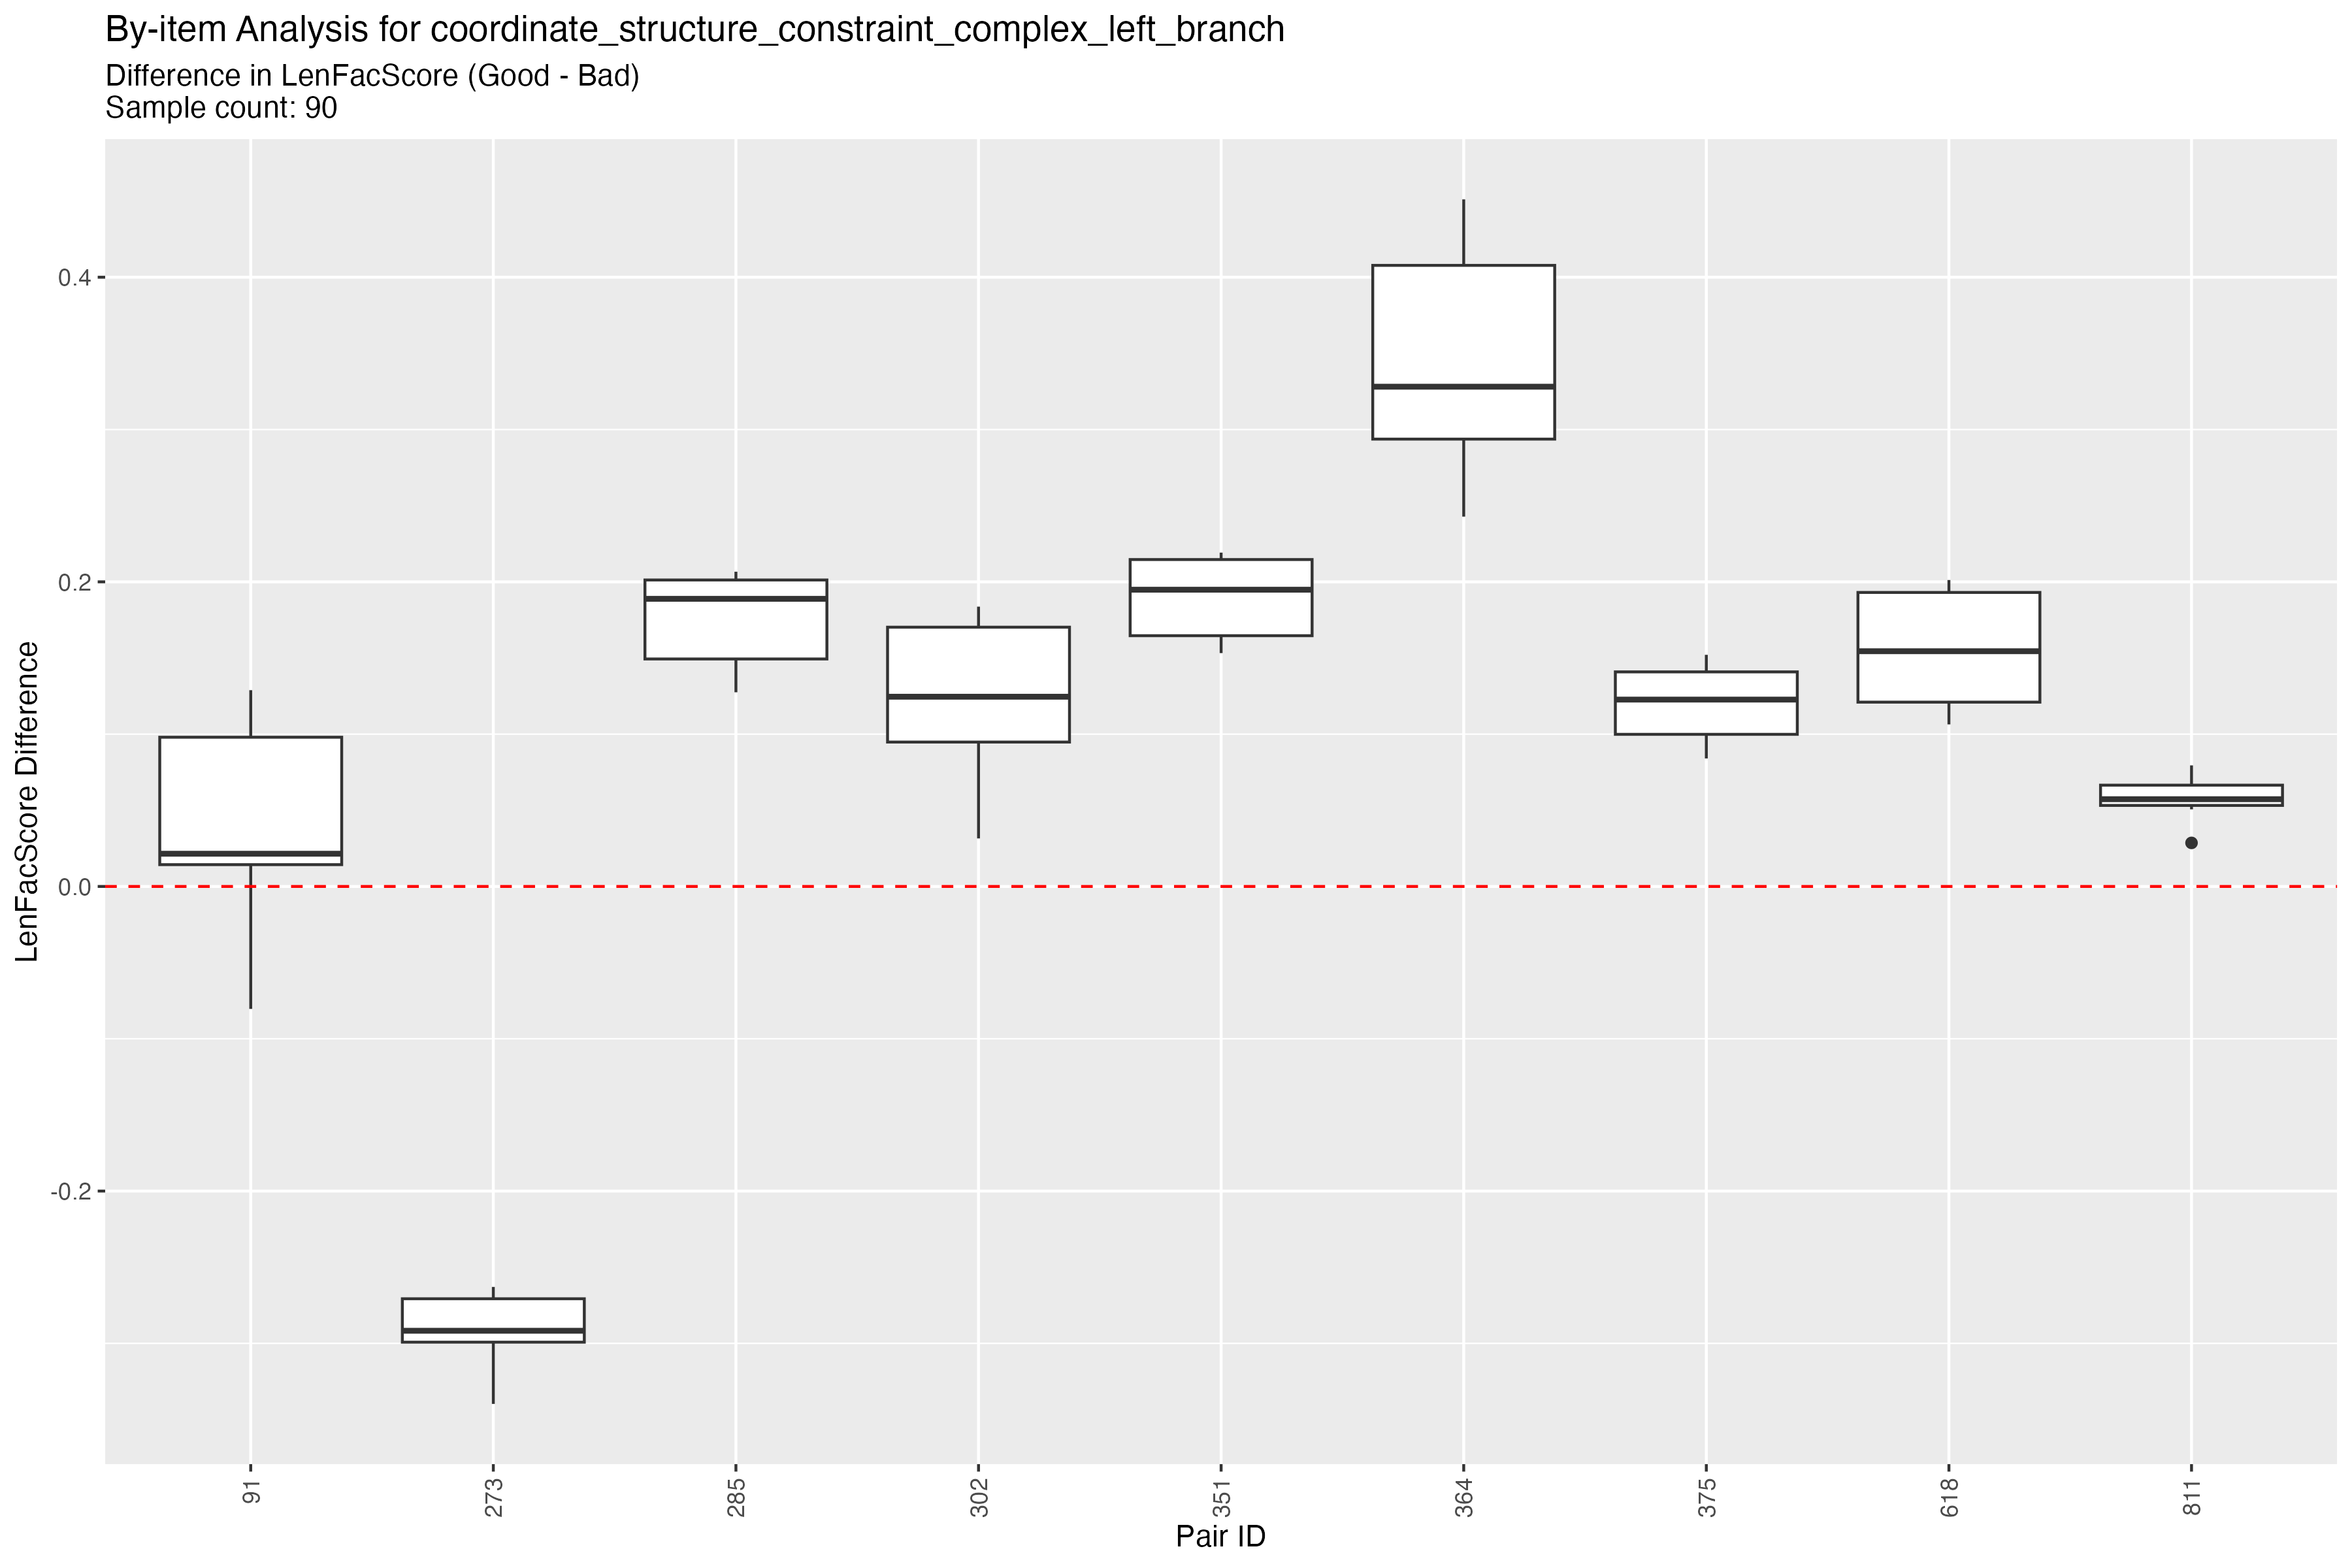 By-item Analysis for coordinate_structure_constraint_complex_left_branch
Difference in LenFacScore (Good - Bad)
Sample count: 90
LenFacScore Difference
0.4
0.2
0.0
-0.2
91
273
285
302
351
364
375
618
811
Pair ID